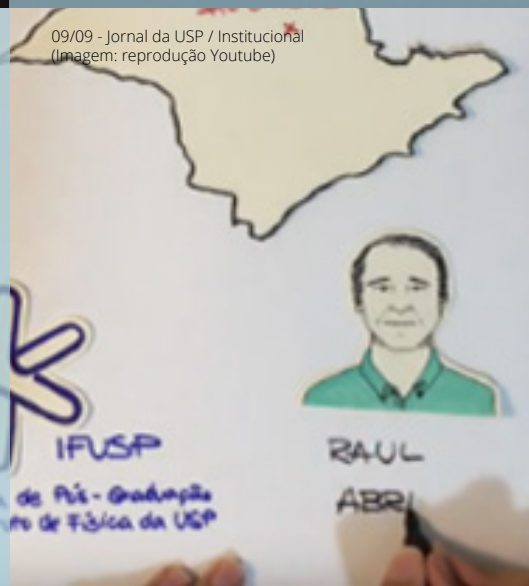 09/09 - Jornal da USP / Institucional
(Imagem: reprodução Youtube)
IFUSP
de Pós-Graduação
to de Física da USP
RAUL
ABRI